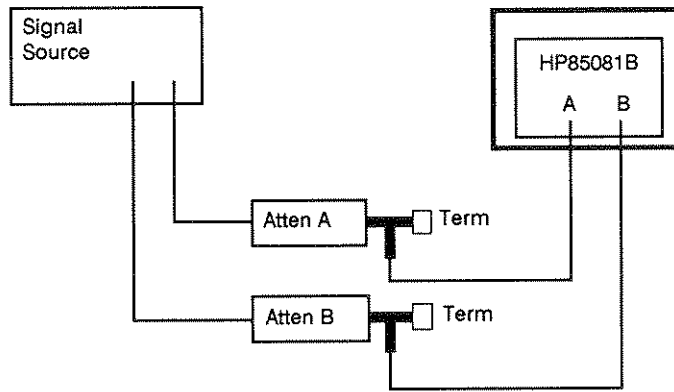 Signal
Source
HP85081B
A B
Atten A
Term
Atten B
Term